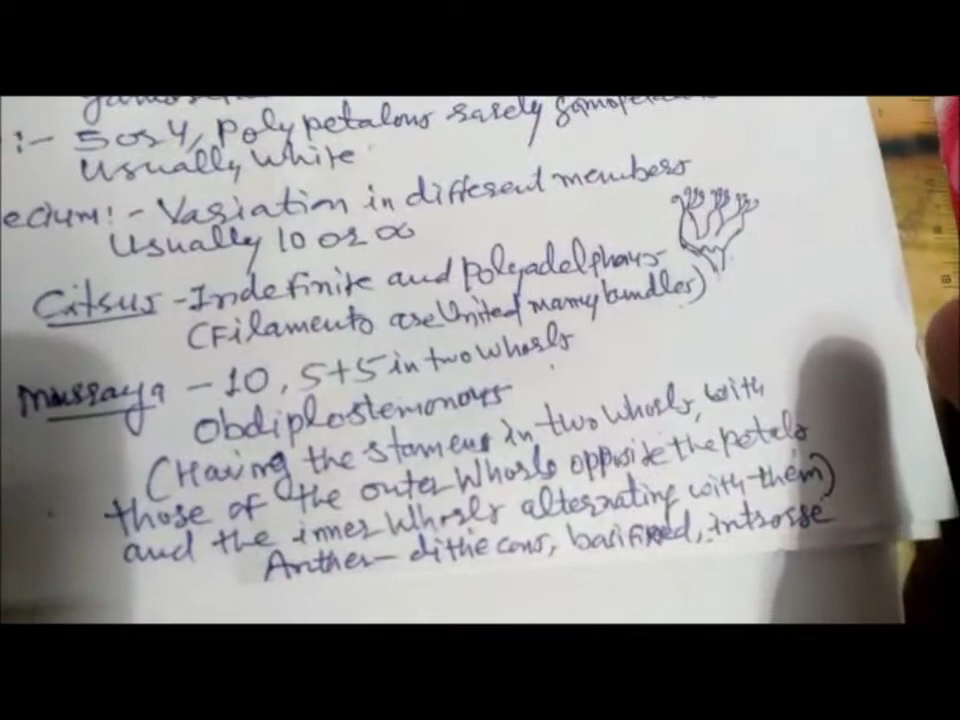 :- 5 or 4, Polypetalous rarely
Usually White
ecium:- Variation in different members
Usually 10 or ∞
Citrus - Indefinite and Polyadelphous
(Filaments are United many bundles)
Murraya - 10, 5+5 in two whorls
Obdiplostemonous
(Having the stamens in two whorls, with
those of the outer whorls opposite the petals
and the inner whorls alternating with them)
Anther - dithecous, basifixed, introrse